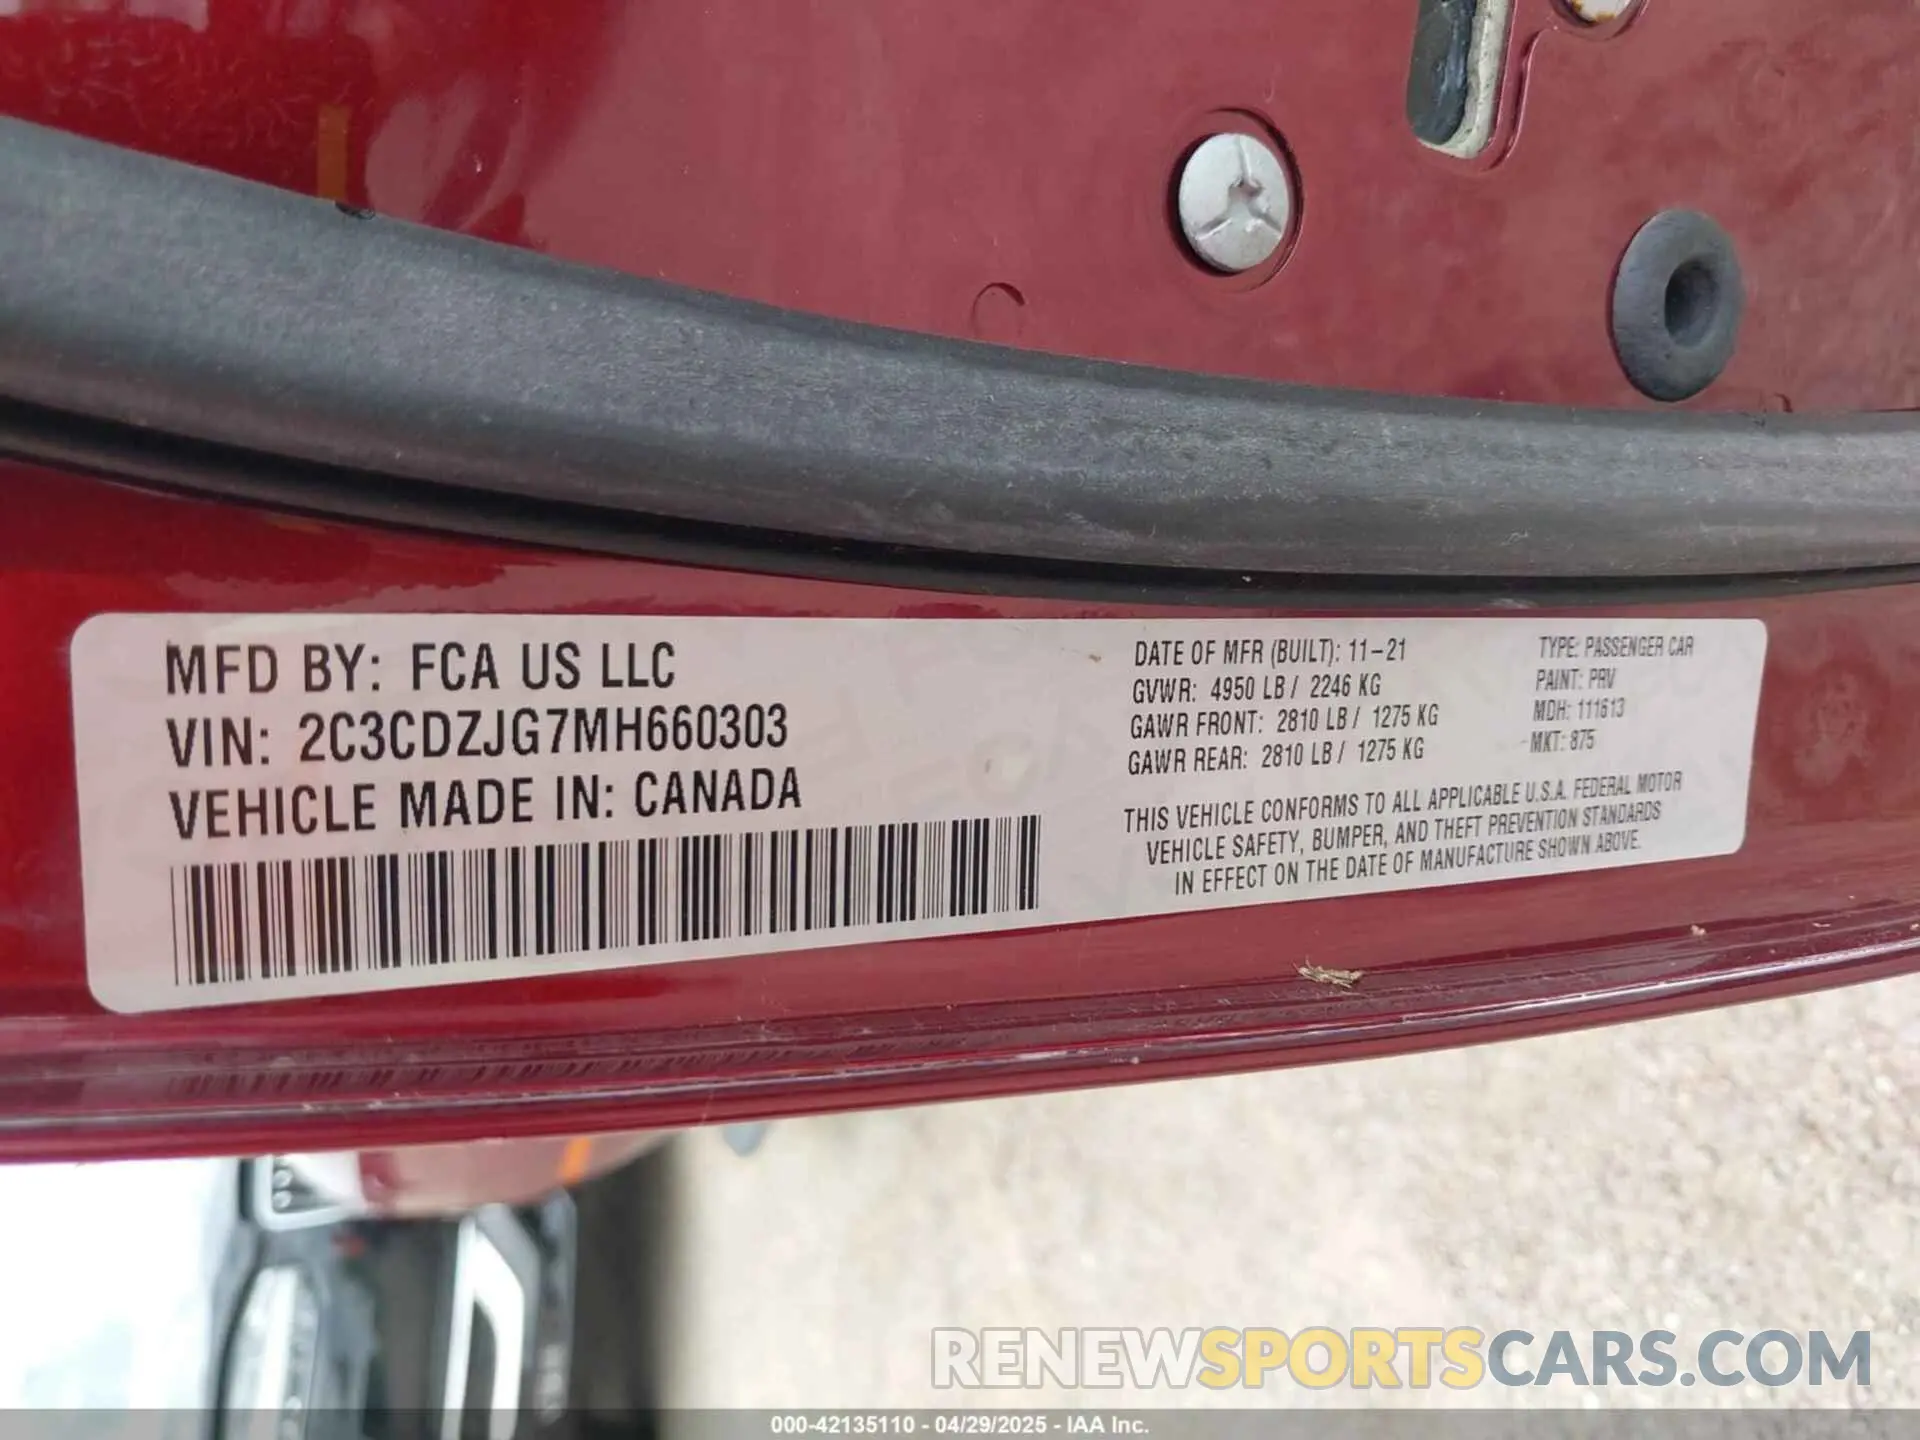 MFD BY: FCA US LLC
VIN: 2C3CDZJG7MH660303
VEHICLE MADE IN: CANADA
DATE OF MFR (BUILT): 11-21
GVWR: 4950 LB / 2246 KG
GAWR FRONT: 2810 LB / 1275 KG
GAWR REAR: 2810 LB / 1275 KG
TYPE: PASSENGER CAR
PAINT: PRV
MDH: 111613
MKT: 875
THIS VEHICLE CONFORMS TO ALL APPLICABLE U.S.A. FEDERAL MOTOR
VEHICLE SAFETY, BUMPER, AND THEFT PREVENTION STANDARDS
IN EFFECT ON THE DATE OF MANUFACTURE SHOWN ABOVE.
RENEWSPORTSCARS.COM
000-42135110 - 04/29/2025 - IAA Inc.